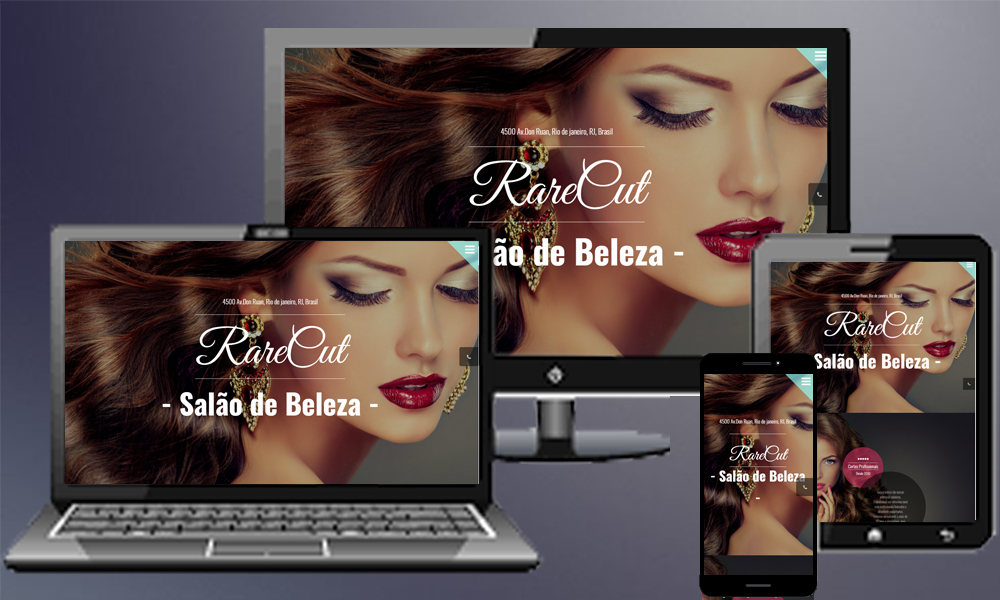 4500 Av.Don Ruan, Rio de janeiro, RJ, Brasil
RareCut
ão de Beleza -
4500 Av.Don Ruan, Rio de janeiro, RJ, Brasil
RareCut
- Salão de Beleza -
4500 Av.Don Ruan, Rio de janeiro, RJ, Brasil
RareCut
Salão de Beleza -
Cortes Profissionais
Desde 2000
4500 Av.Don Ruan, Rio de janeiro, RJ, Brasil
RareCut
- Salão de Beleza
-